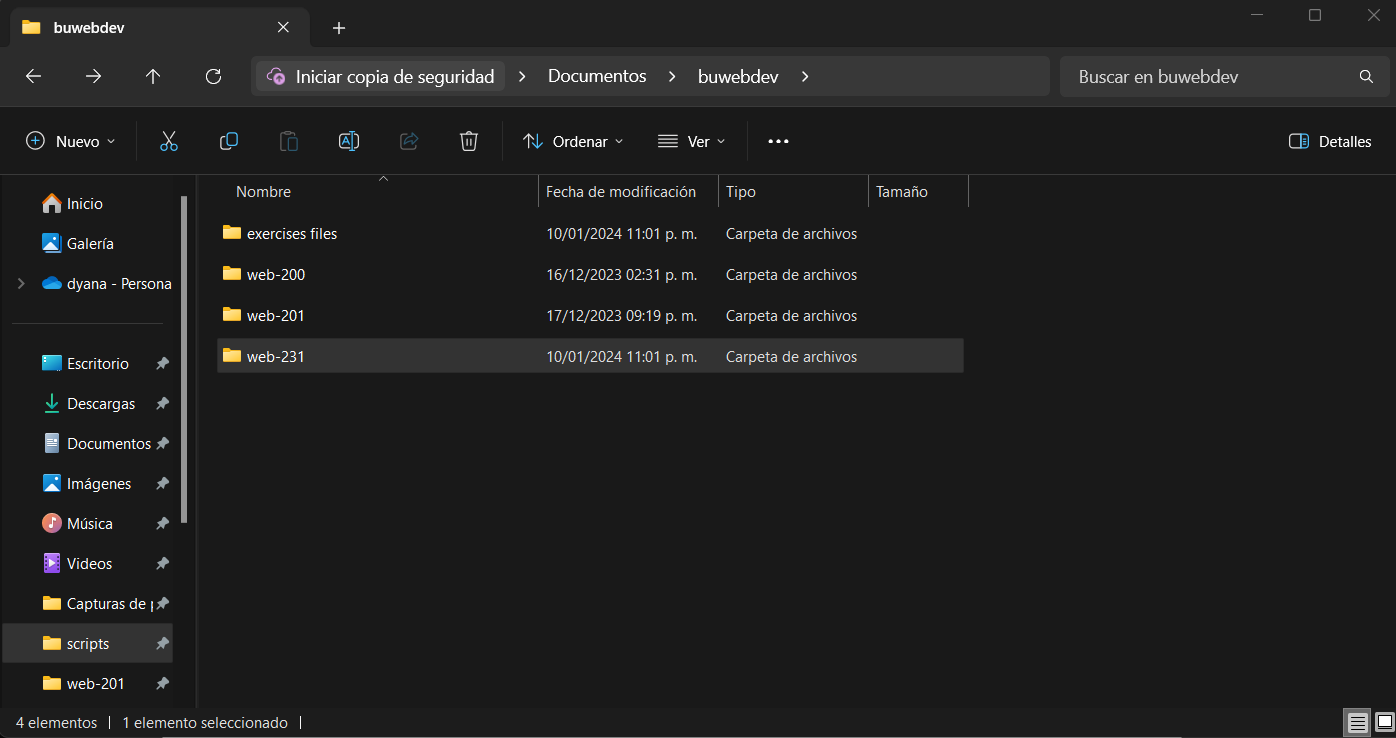 buwebdev
Iniciar copia de seguridad > Documentos > buwebdev >
Buscar en buwebdev
Nuevo
Ordenar
Ver
Detalles
Nombre Fecha de modificación Tipo Tamaño
exercises files 10/01/2024 11:01 p. m. Carpeta de archivos
web-200 16/12/2023 02:31 p. m. Carpeta de archivos
web-201 17/12/2023 09:19 p. m. Carpeta de archivos
web-231 10/01/2024 11:01 p. m. Carpeta de archivos
Inicio
Galería
dyana - Persona
Escritorio
Descargas
Documentos
Imágenes
Música
Videos
Capturas de p
scripts
web-201
4 elementos | 1 elemento seleccionado |